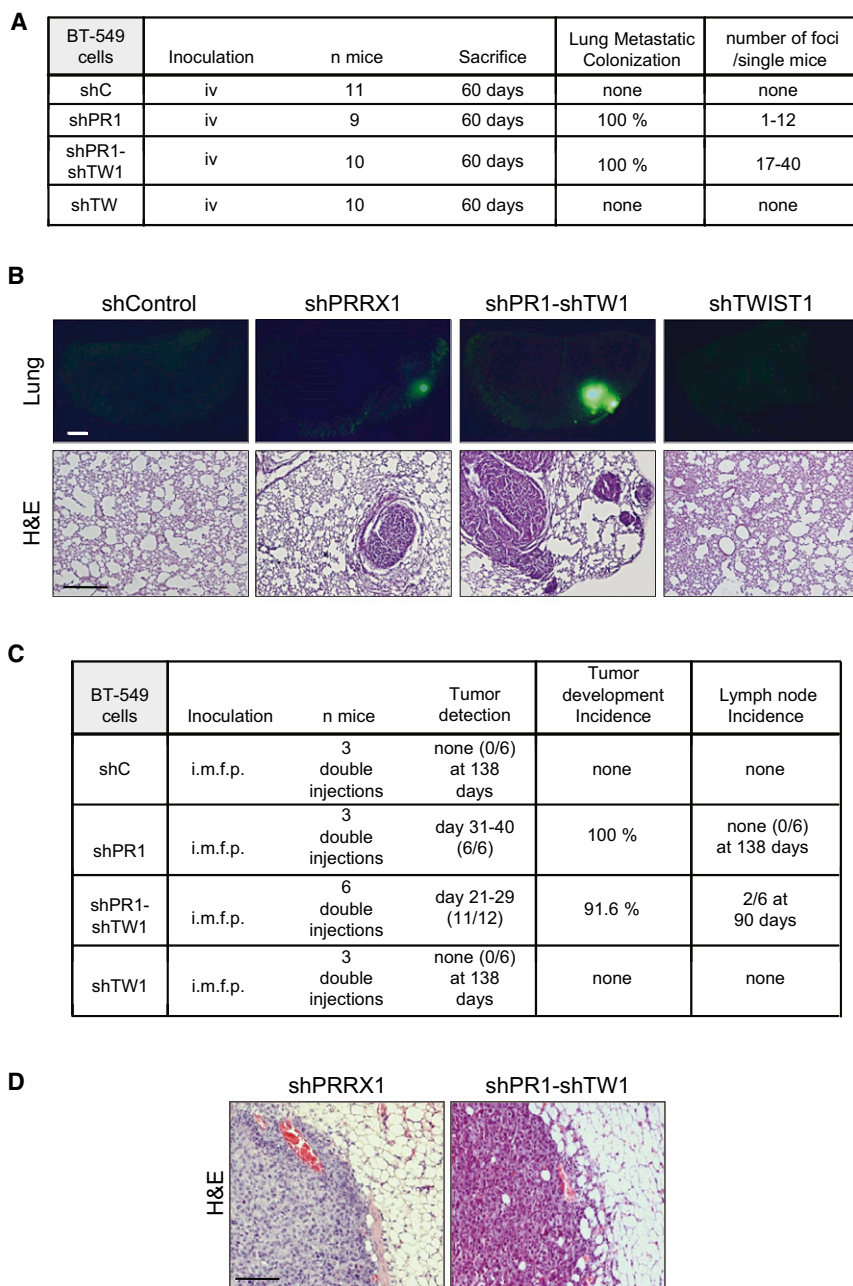 A
BT-549 cells Inoculation n mice Sacrifice Lung Metastatic Colonization number of foci /single mice
shC iv 11 60 days none none
shPR1 iv 9 60 days 100 % 1-12
shPR1-shTW1 iv 10 60 days 100 % 17-40
shTW iv 10 60 days none none
B
shControl shPRRX1 shPR1-shTW1 shTWIST1
Lung
H&E
C
BT-549 cells Inoculation n mice Tumor detection Tumor development Incidence Lymph node Incidence
shC i.m.f.p. 3 double injections none (0/6) at 138 days none none
shPR1 i.m.f.p. 3 double injections day 31-40 (6/6) 100 % none (0/6) at 138 days
shPR1-shTW1 i.m.f.p. 6 double injections day 21-29 (11/12) 91.6 % 2/6 at 90 days
shTW1 i.m.f.p. 3 double injections none (0/6) at 138 days none none
D
shPRRX1 shPR1-shTW1
H&E